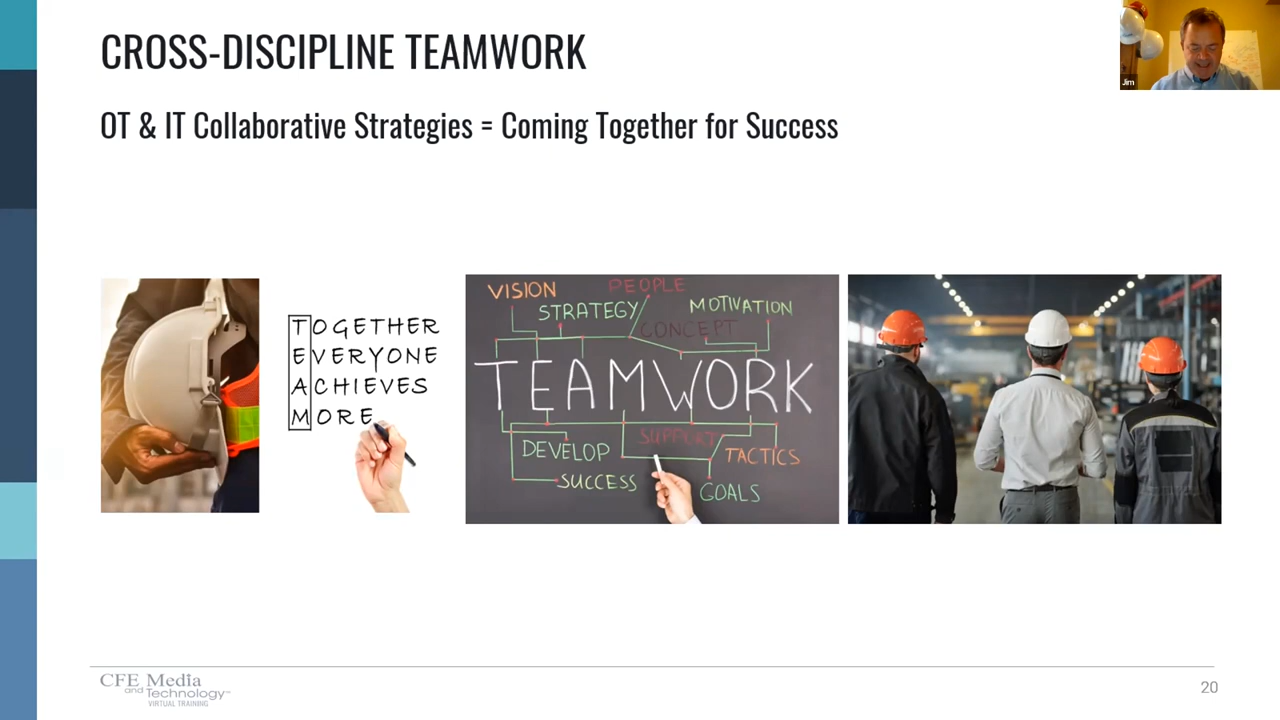 CROSS-DISCIPLINE TEAMWORK
Jim
OT & IT Collaborative Strategies = Coming Together for Success
TOGETHER
EVERYONE
ACHIEVES
MORE
VISION
PEOPLE
STRATEGY
MOTIVATION
CONCEPT
TEAMWORK
SUPPORT
DEVELOP
TACTICS
SUCCESS
GOALS
CFE Media
and Technology™
VIRTUAL TRAINING
20